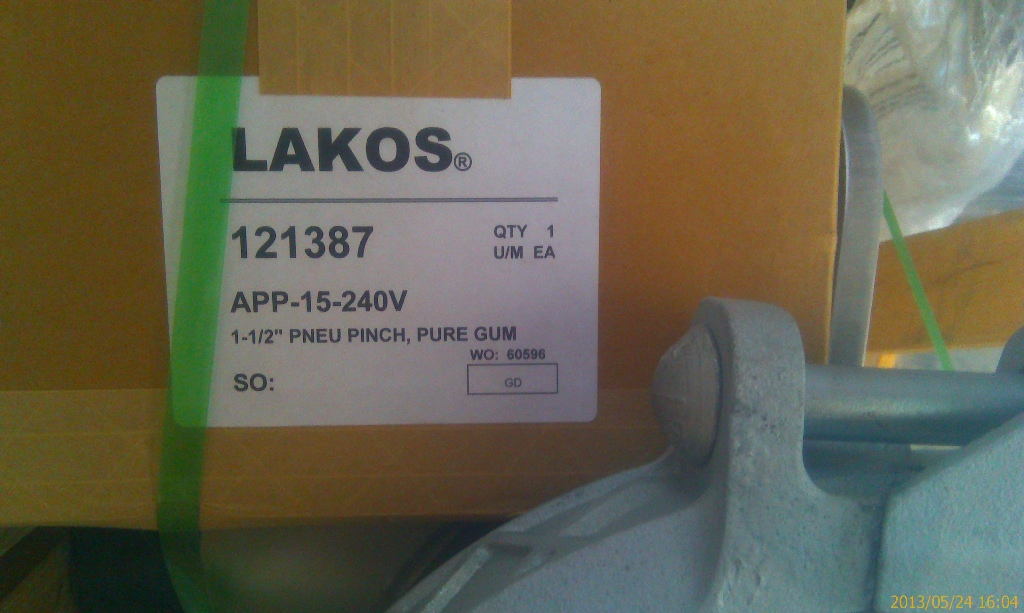 LAKOS®
121387
QTY 1
U/M EA
APP-15-240V
1-1/2" PNEU PINCH, PURE GUM
WO: 60596
SO:
GD
2013/05/24 16:04